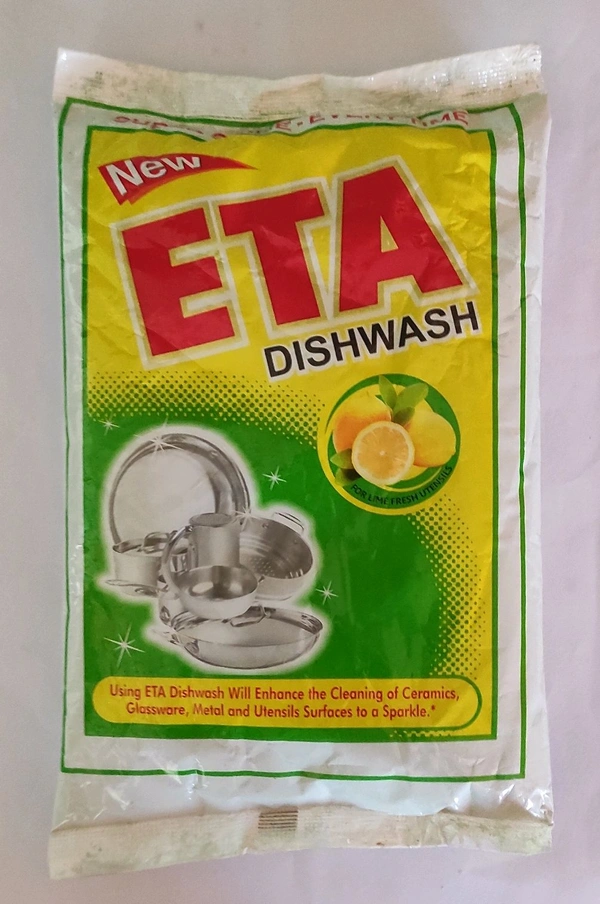 New
ETA
DISHWASH
FOR LIME FRESH UTENSILS
Using ETA Dishwash Will Enhance the Cleaning of Ceramics,
Glassware, Metal and Utensils Surfaces to a Sparkle.*